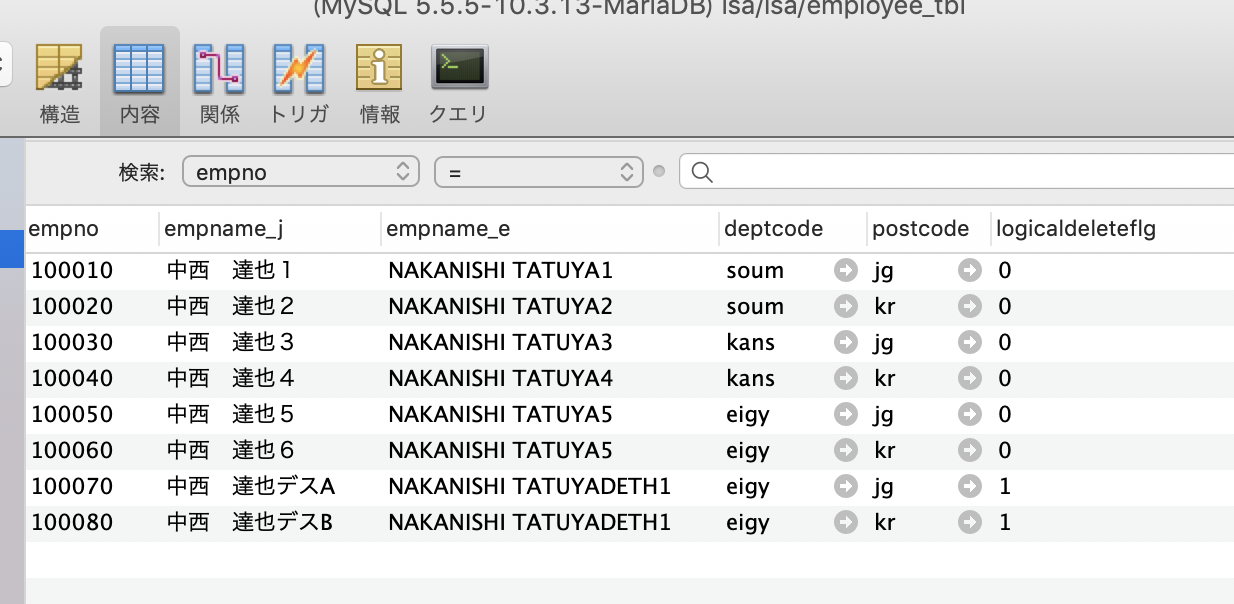 (MySQL 5.5.5-10.3.13-MariaDB) lsa/lsa/employee_tbl
構造 内容 関係 トリガ 情報 クエリ
検索: empno =
empno empname_j empname_e deptcode postcode logicaldeleteflg
100010 中西　達也１ NAKANISHI TATUYA1 soum jg 0
100020 中西　達也２ NAKANISHI TATUYA2 soum kr 0
100030 中西　達也３ NAKANISHI TATUYA3 kans jg 0
100040 中西　達也４ NAKANISHI TATUYA4 kans kr 0
100050 中西　達也５ NAKANISHI TATUYA5 eigy jg 0
100060 中西　達也６ NAKANISHI TATUYA5 eigy kr 0
100070 中西　達也デスA NAKANISHI TATUYADETH1 eigy jg 1
100080 中西　達也デスB NAKANISHI TATUYADETH1 eigy kr 1